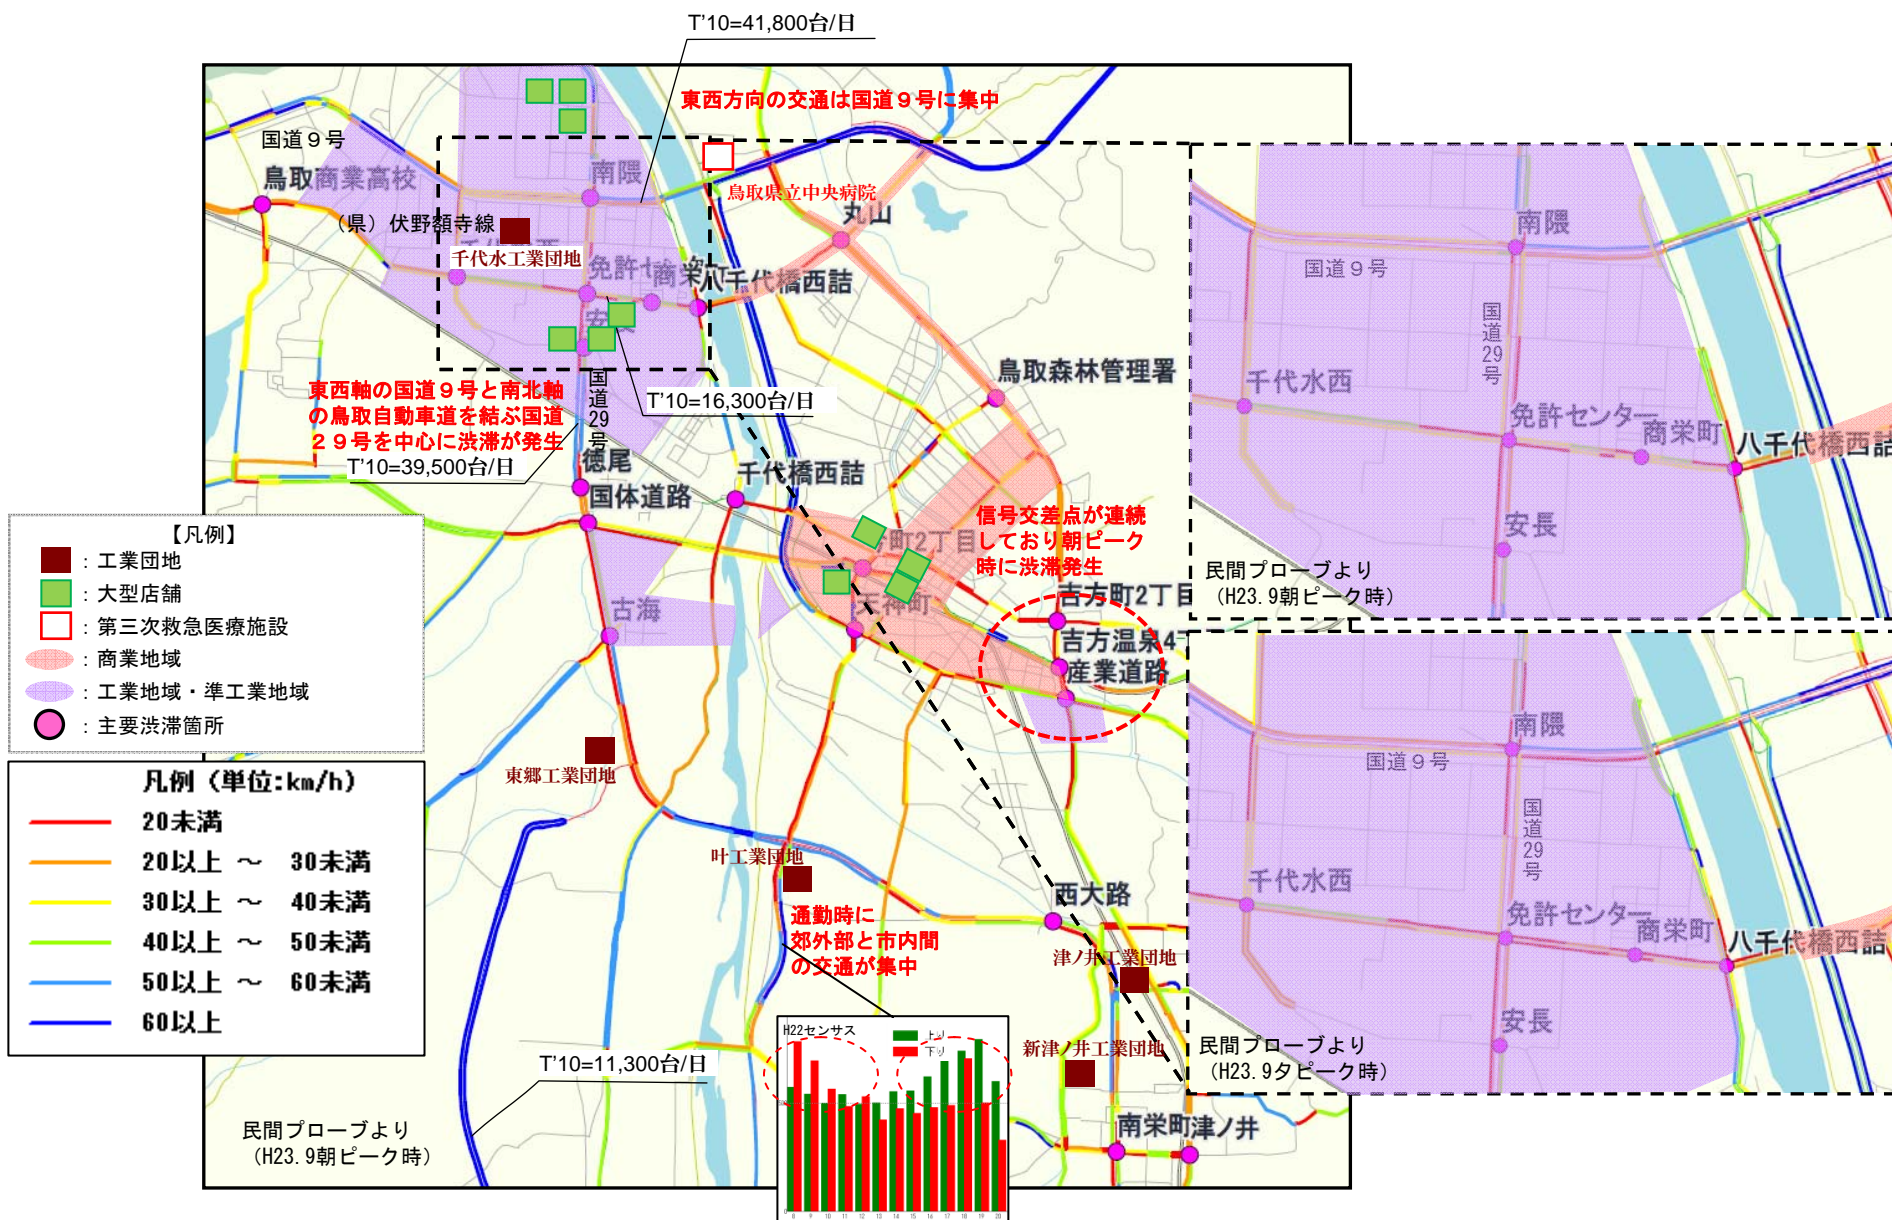 T'10=41,800台/日
東西方向の交通は国道９号に集中
国道９号
鳥取商業高校
南隈
鳥取県立中央病院
丸山
（県）伏野額寺線
千代水工業団地
八千代橋西詰
東西軸の国道９号と南北軸
の鳥取自動車道を結ぶ国道
２９号を中心に渋滞が発生
国道29号
T'10=16,300台/日
T'10=39,500台/日
鳥取森林管理署
徳尾
国体道路
千代橋西詰
信号交差点が連続
しており朝ピーク
時に渋滞発生
町2丁目
天神町
吉方町2丁目
吉方温泉4
産業道路
古海
東郷工業団地
叶工業団地
通勤時に
郊外部と市内間
の交通が集中
西大路
津ノ井工業団地
新津ノ井工業団地
南栄町
津ノ井
T'10=11,300台/日
民間プローブより
（H23.9朝ピーク時）
H22センサス
上り
下り
8 9 10 11 12 13 14 15 16 17 18 19 20
【凡例】
：工業団地
：大型店舗
：第三次救急医療施設
：商業地域
：工業地域・準工業地域
：主要渋滞箇所
凡例（単位:km/h）
20未満
20以上 ～ 30未満
30以上 ～ 40未満
40以上 ～ 50未満
50以上 ～ 60未満
60以上
南隈
国道９号
国道29号
千代水西
免許センター
商栄町
八千代橋西詰
安長
民間プローブより
（H23.9朝ピーク時）
南隈
国道９号
国道29号
千代水西
免許センター
商栄町
八千代橋西詰
安長
民間プローブより
（H23.9夕ピーク時）